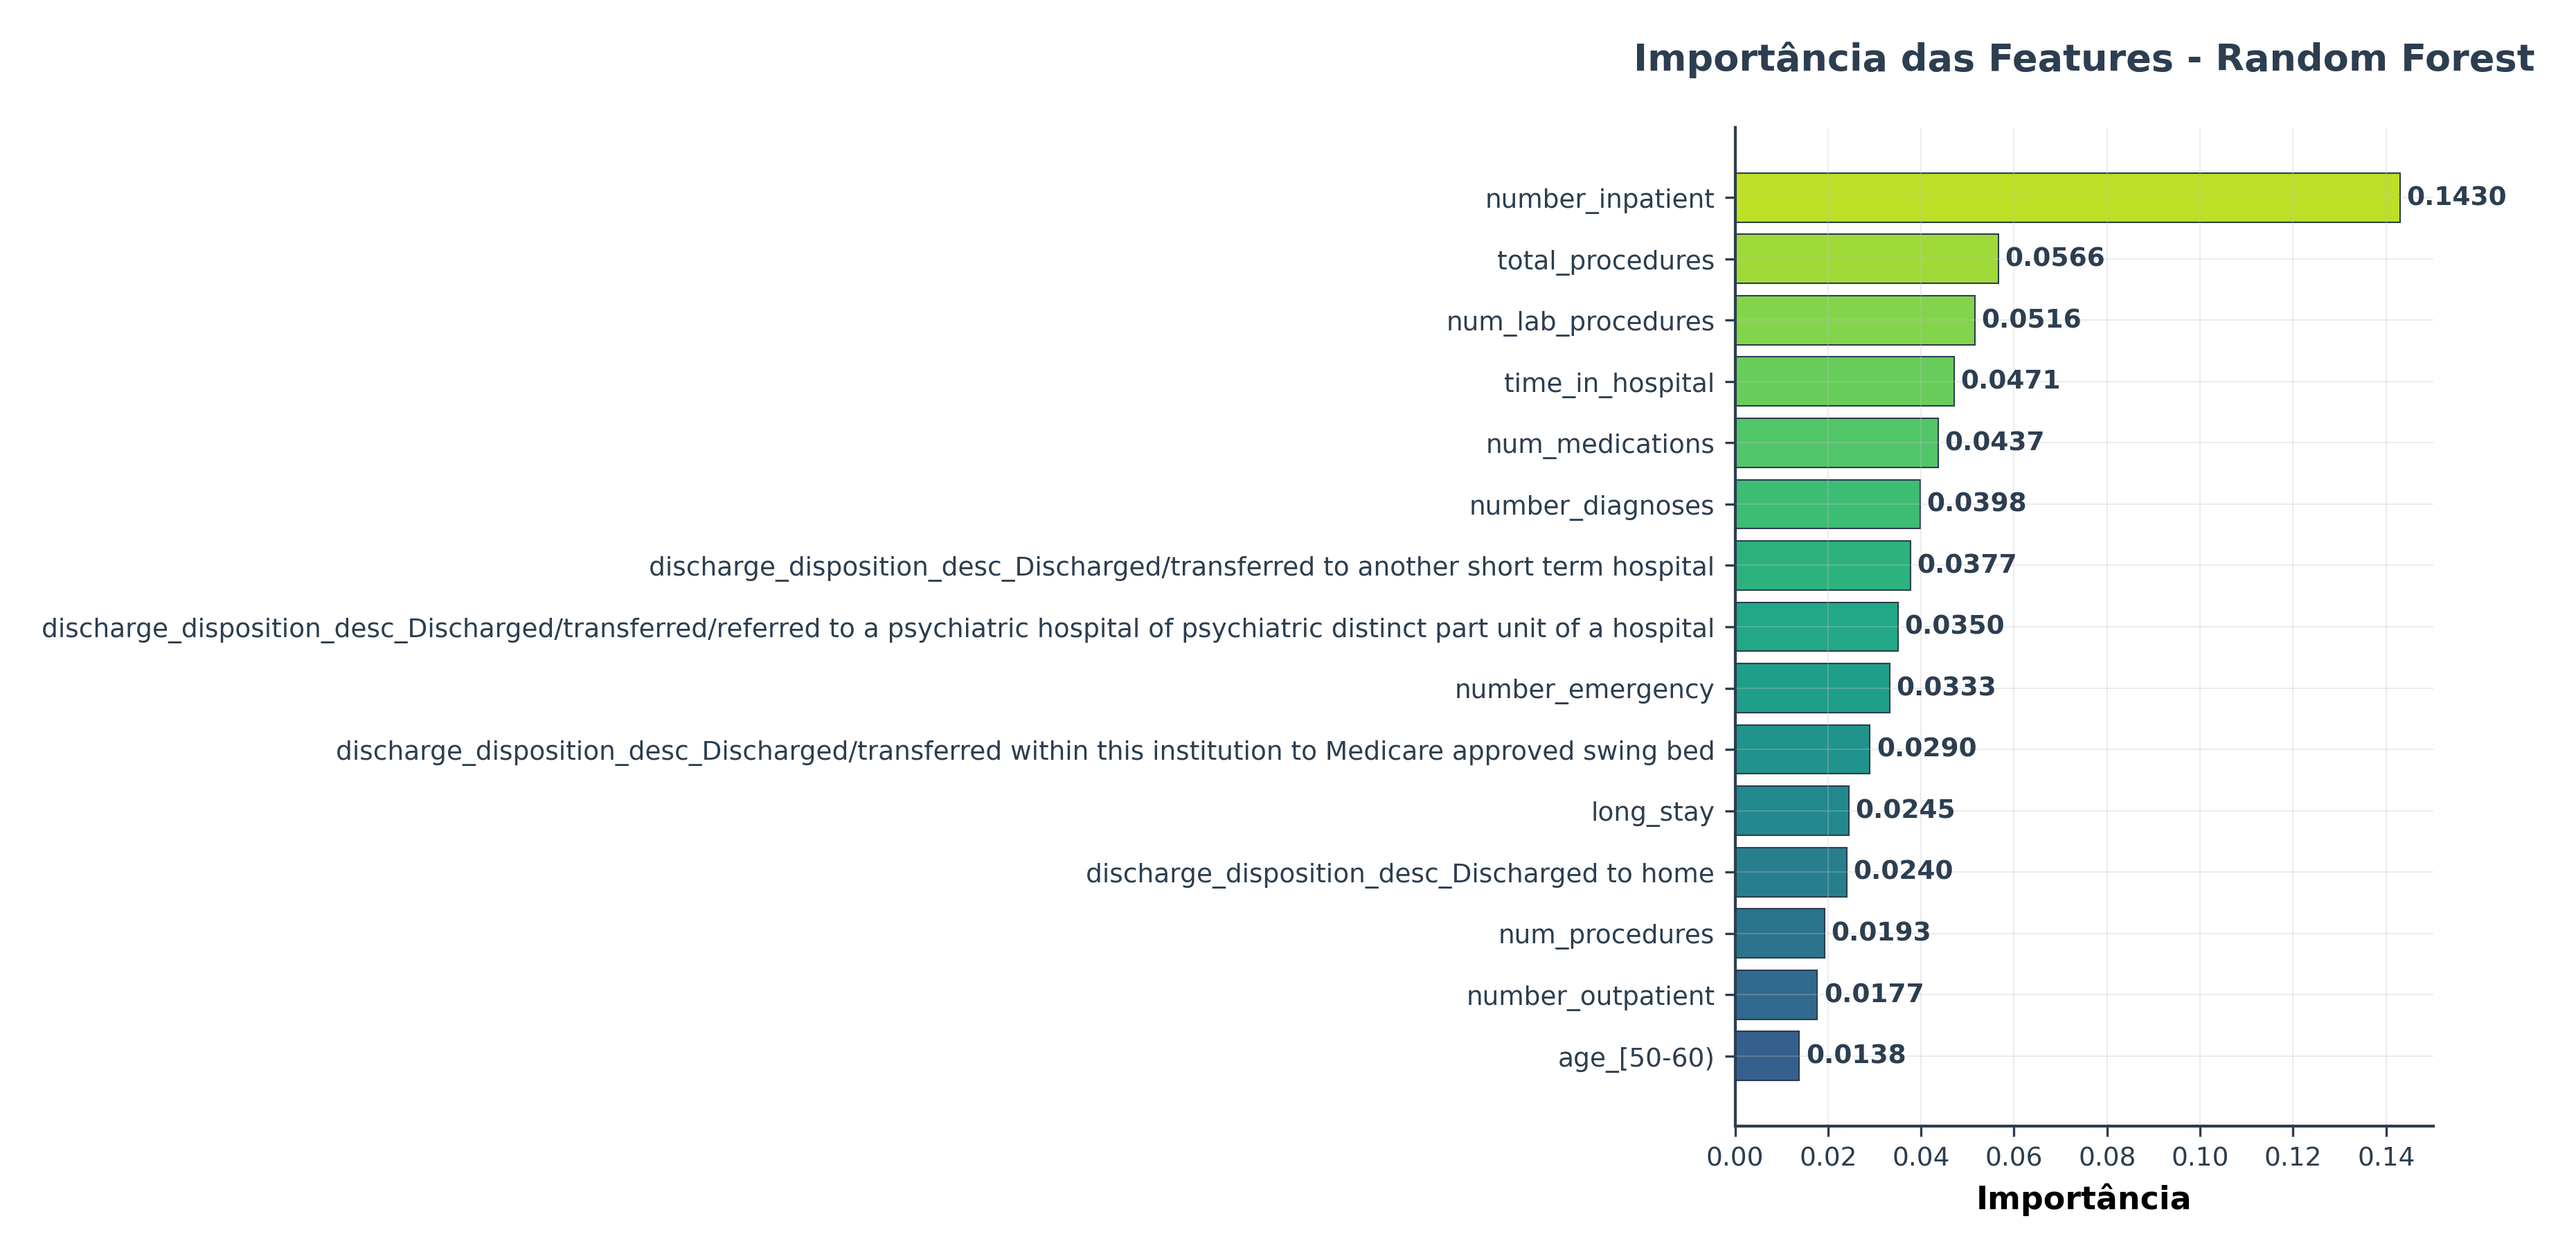 Importância das Features - Random Forest
number_inpatient 0.1430
total_procedures 0.0566
num_lab_procedures 0.0516
time_in_hospital 0.0471
num_medications 0.0437
number_diagnoses 0.0398
discharge_disposition_desc_Discharged/transferred to another short term hospital 0.0377
discharge_disposition_desc_Discharged/transferred/referred to a psychiatric hospital of psychiatric distinct part unit of a hospital 0.0350
number_emergency 0.0333
discharge_disposition_desc_Discharged/transferred within this institution to Medicare approved swing bed 0.0290
long_stay 0.0245
discharge_disposition_desc_Discharged to home 0.0240
num_procedures 0.0193
number_outpatient 0.0177
age_[50-60) 0.0138
0.00 0.02 0.04 0.06 0.08 0.10 0.12 0.14
Importância